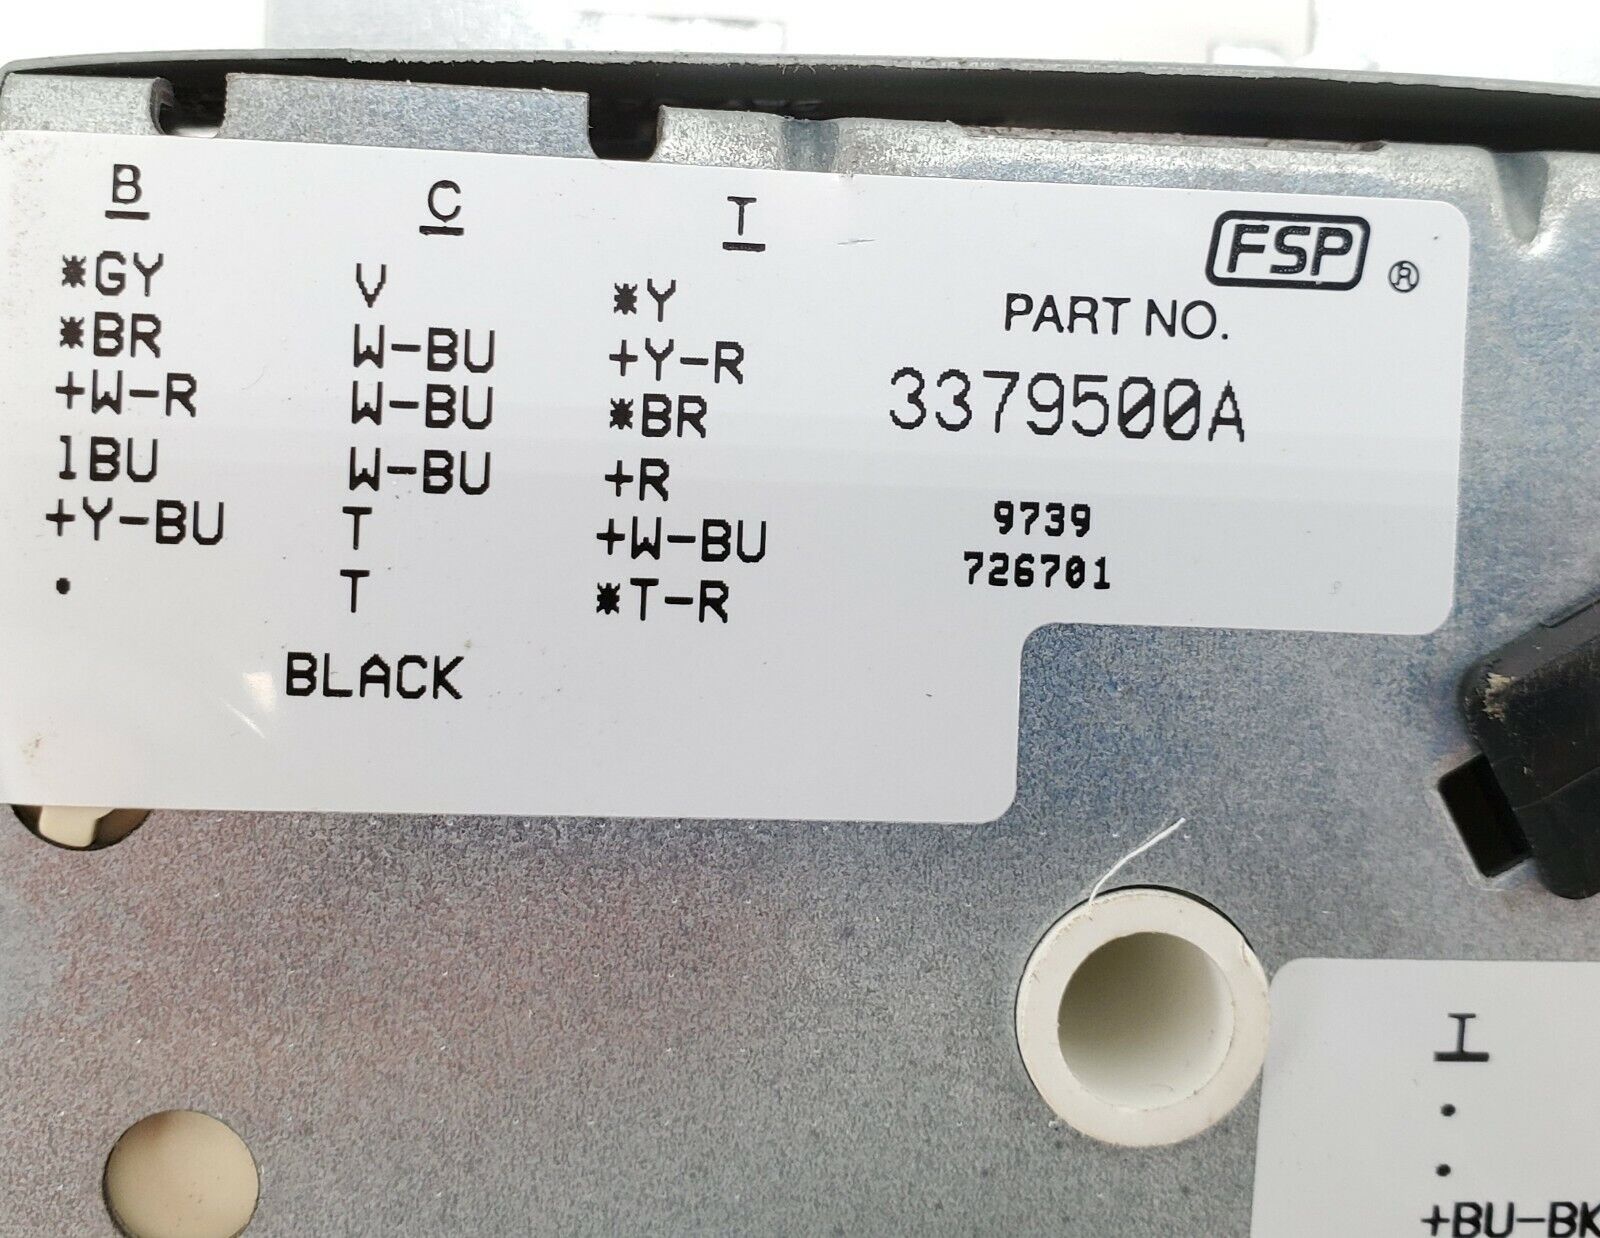 B C T
*GY V *Y
*BR W-BU +Y-R
+W-R W-BU *BR
1BU W-BU +R
+Y-BU T +W-BU
• T *T-R
BLACK
FSP ®
PART NO.
3379500A
9739
726701
I
•
•
+BU-BK